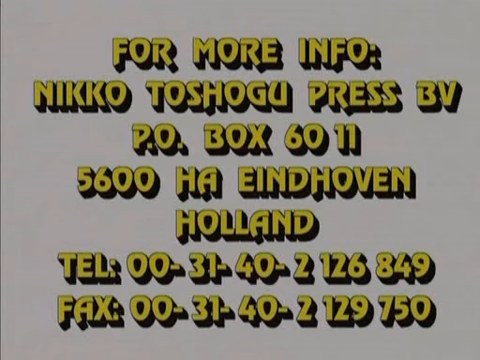 FOR MORE INFO:
NIKKO TOSHOGU PRESS BV
P.O. BOX 60 11
5600 HA EINDHOVEN
HOLLAND
TEL: 00-31-40-2 126 849
FAX: 00-31-40-2 129 750